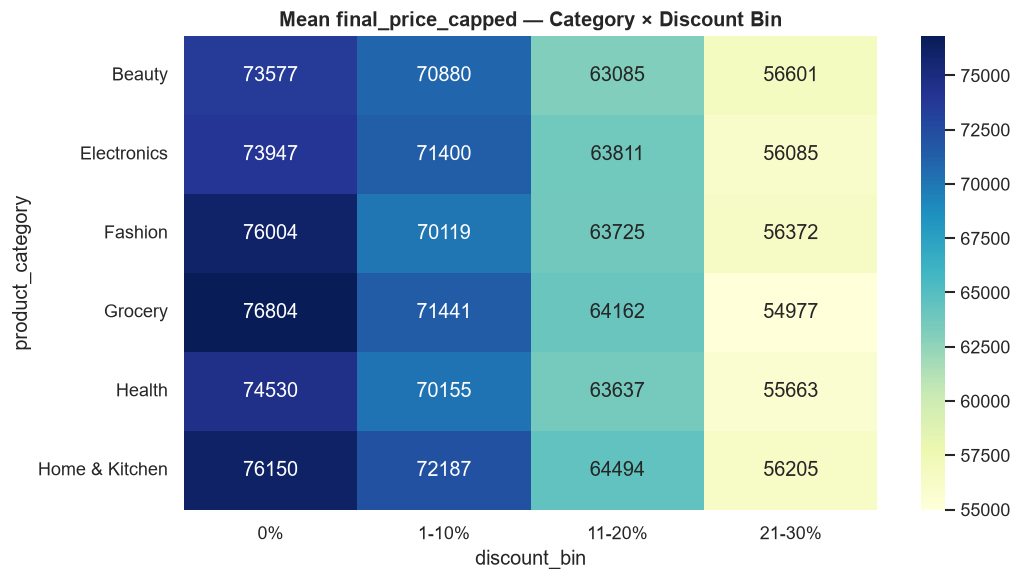 Mean final_price_capped — Category × Discount Bin
product_category
Beauty 73577 70880 63085 56601
Electronics 73947 71400 63811 56085
Fashion 76004 70119 63725 56372
Grocery 76804 71441 64162 54977
Health 74530 70155 63637 55663
Home & Kitchen 76150 72187 64494 56205
0% 1-10% 11-20% 21-30%
discount_bin
75000
72500
70000
67500
65000
62500
60000
57500
55000